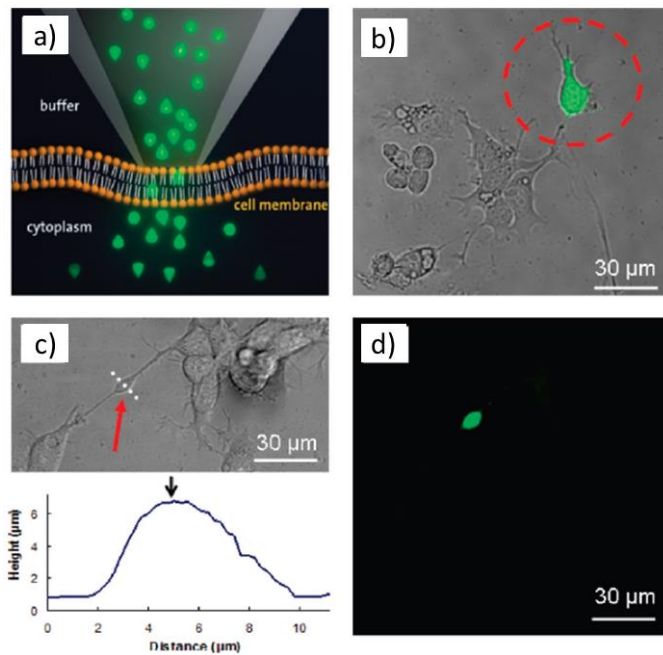 a)
buffer
cell membrane
cytoplasm
b)
30 µm
c)
30 µm
Height (µm)
6
4
2
0
0 2 4 6 8 10
Distance (µm)
d)
30 µm